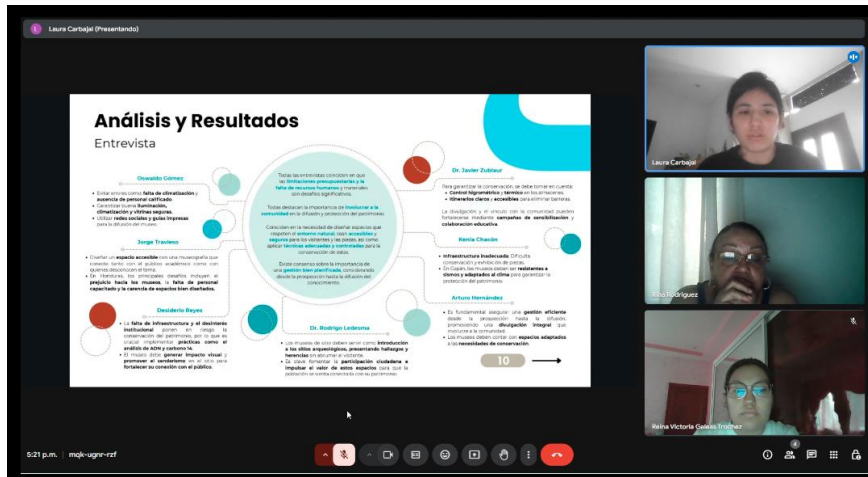 L
Laura Carbajal (Presentando)
Análisis y Resultados
Entrevista
Oswaldo Gómez
• Evitar errores como falta de climatización y
ausencia de personal calificado.
• Garantizar buena iluminación,
climatización y vitrinas seguras.
• Utilizar redes sociales y guías impresas
para la difusión del museo.
Jorge Travieso
• Diseñar un espacio accesible con una museografía que
conecte tanto con el público académico como con
quienes desconocen el tema.
• En Honduras, los principales desafíos incluyen el
prejuicio hacia los museos, la falta de personal
capacitado y la carencia de espacios bien diseñados.
Desiderio Reyes
• La falta de infraestructura y el desinterés
institucional ponen en riesgo la
conservación del patrimonio, por lo que es
crucial implementar prácticas como el
análisis de ADN y carbono 14.
• El museo debe generar impacto visual y
promover el senderismo en el sitio para
fortalecer su conexión con el público.
Todas las entrevistas coinciden en que
las limitaciones presupuestarias y la
falta de recursos humanos y materiales
son desafíos significativos.
Todas destacan la importancia de involucrar a la
comunidad en la difusión y protección del patrimonio.
Coinciden en la necesidad de diseñar espacios que
respeten el entorno natural, sean accesibles y
seguros para los visitantes y las piezas, así como
aplicar técnicas adecuadas y controladas para la
conservación de estas.
Existe consenso sobre la importancia de
una gestión bien planificada, considerando
desde la prospección hasta la difusión del
conocimiento.
Dr. Rodrigo Ledesma
• Los museos de sitio deben servir como introducción
a los sitios arqueológicos, presentando hallazgos y
herencias sin abrumar al visitante.
• Es clave fomentar la participación ciudadana e
impulsar el valor de estos espacios para que la
población se sienta conectada con su patrimonio.
Dr. Javier Zubtaur
Para garantizar la conservación, se debe tomar en cuenta:
• Control higrométrico y térmico en los almacenes.
• Itinerarios claros y accesibles para eliminar barreras.
La divulgación y el vínculo con la comunidad pueden
fortalecerse mediante campañas de sensibilización y
colaboración educativa.
Kenia Chacón
• Infraestructura inadecuada: Dificulta
conservación y exhibición de piezas.
• En Copán, los museos deben ser resistentes a
sismos y adaptados al clima para garantizar la
protección del patrimonio.
Arturo Hernández
• Es fundamental asegurar una gestión eficiente
desde la prospección hasta la difusión,
promoviendo una divulgación integral que
involucre a la comunidad.
• Los museos deben contar con espacios adaptados
a las necesidades de conservación.
10
Laura Carbajal
Rodríguez
Reina Victoria Galeas Trochez
5:21 p.m. | mqk-ugnr-rzf
4